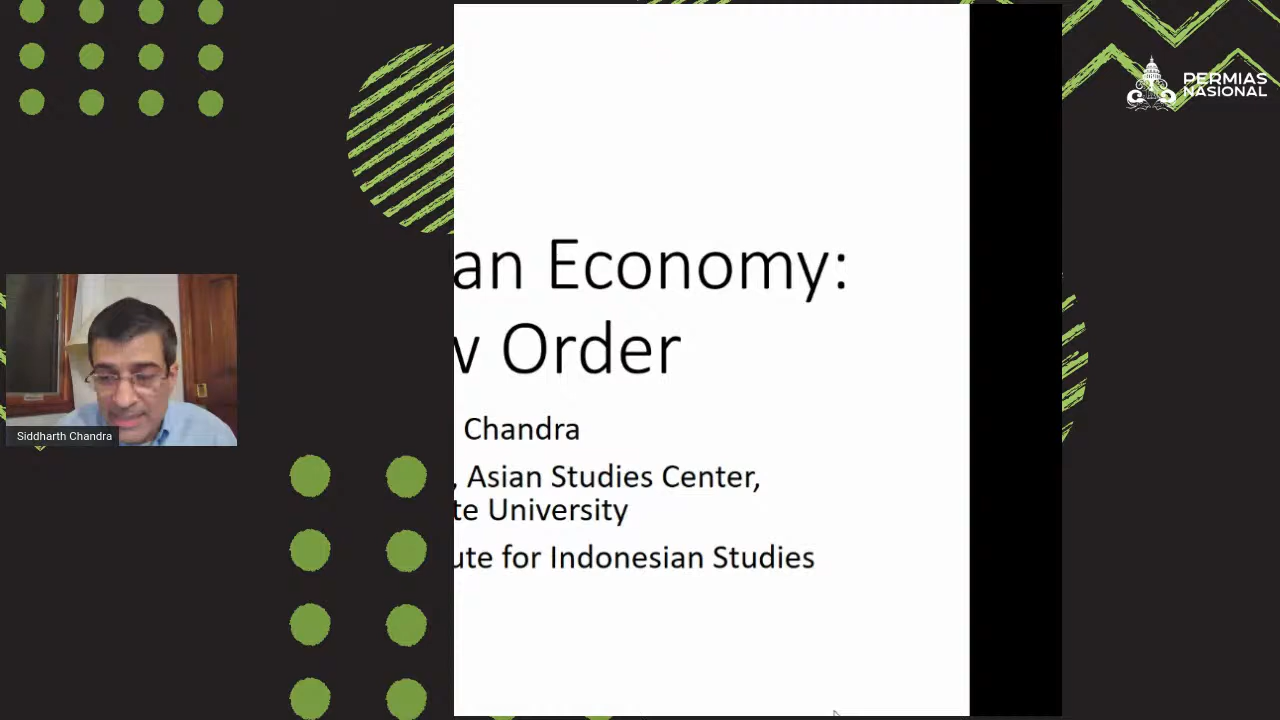 PERMIAS
NASIONAL
an Economy:
Order
Chandra
, Asian Studies Center,
te University
ute for Indonesian Studies
Siddharth Chandra